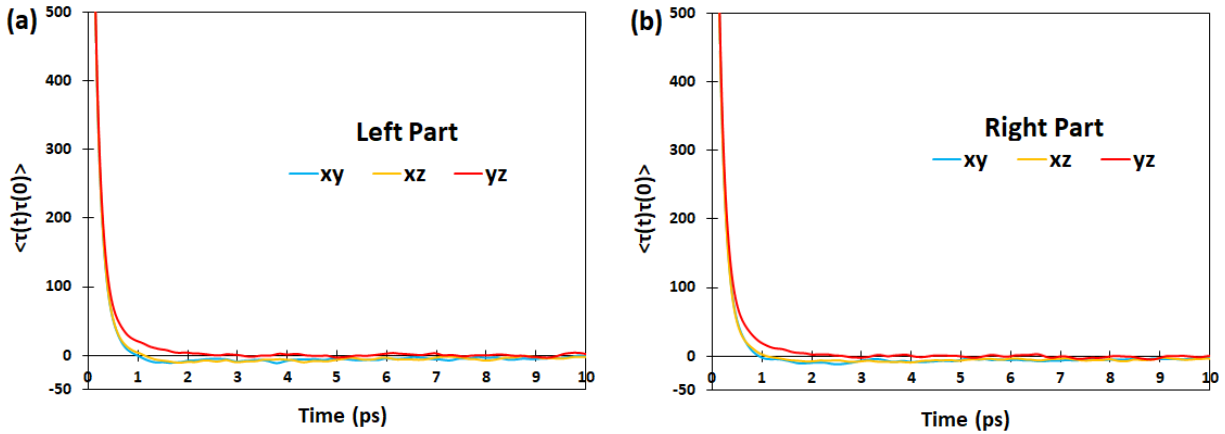 (a)
500
400
300
200
100
0
-50
<τ(t)τ(0)>
Left Part
xy xz yz
0 1 2 3 4 5 6 7 8 9 10
Time (ps)
(b)
500
400
300
200
100
0
-50
<τ(t)τ(0)>
Right Part
xy xz yz
0 1 2 3 4 5 6 7 8 9 10
Time (ps)